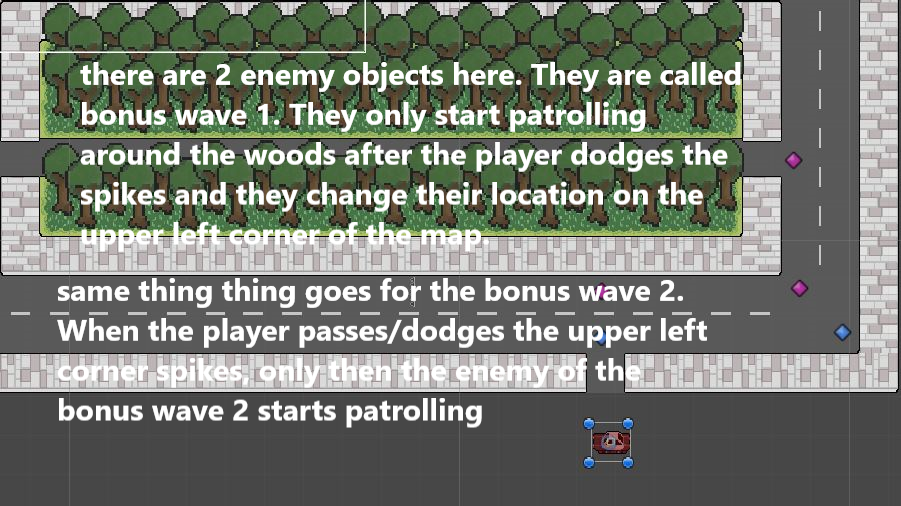 there are 2 enemy objects here. They are called
bonus wave 1. They only start patrolling
around the woods after the player dodges the
spikes and they change their location on the
upper left corner of the map.
same thing thing goes for the bonus wave 2.
When the player passes/dodges the upper left
corner spikes, only then the enemy of the
bonus wave 2 starts patrolling